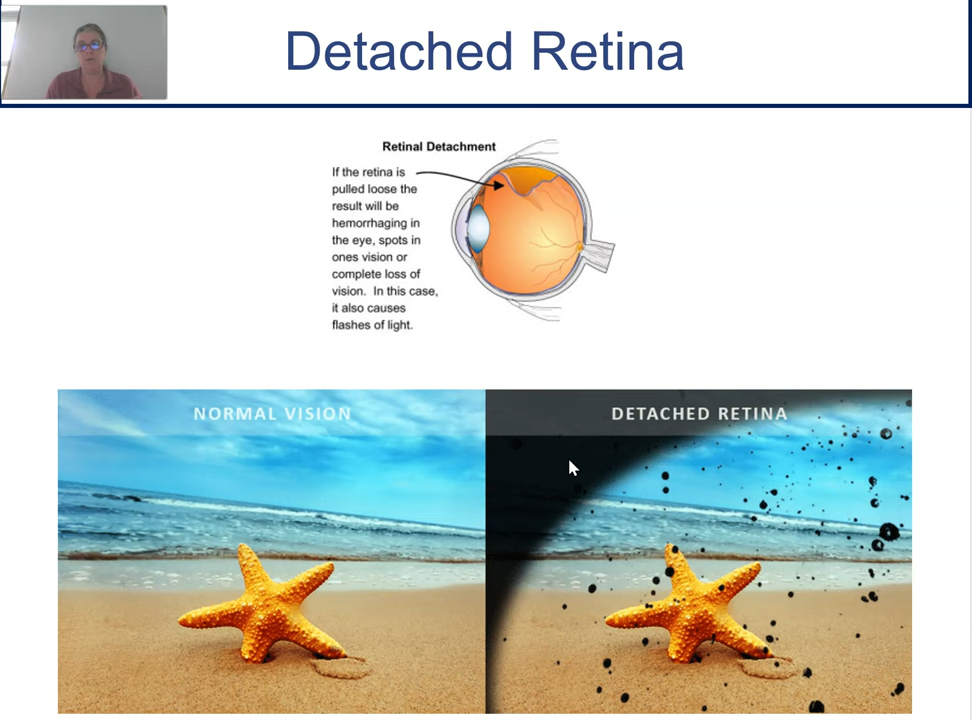 Detached Retina
Retinal Detachment
If the retina is
pulled loose the
result will be
hemorrhaging in
the eye, spots in
ones vision or
complete loss of
vision. In this case,
it also causes
flashes of light.
NORMAL VISION
DETACHED RETINA